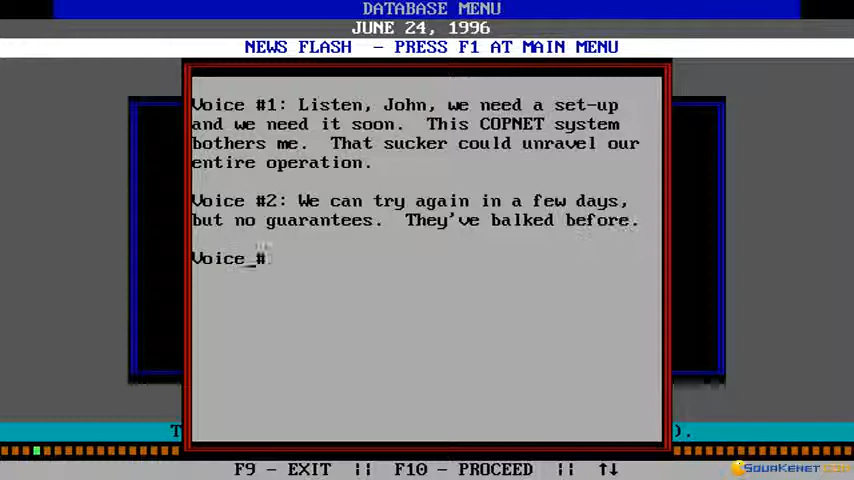 DATABASE MENU
JUNE 24, 1996
NEWS FLASH - PRESS F1 AT MAIN MENU
Voice #1: Listen, John, we need a set-up
and we need it soon. This COPNET system
bothers me. That sucker could unravel our
entire operation.
Voice #2: We can try again in a few days,
but no guarantees. They've balked before.
Voice_#
T
).
F9 - EXIT || F10 - PROCEED || ↑↓
SquaKeNet